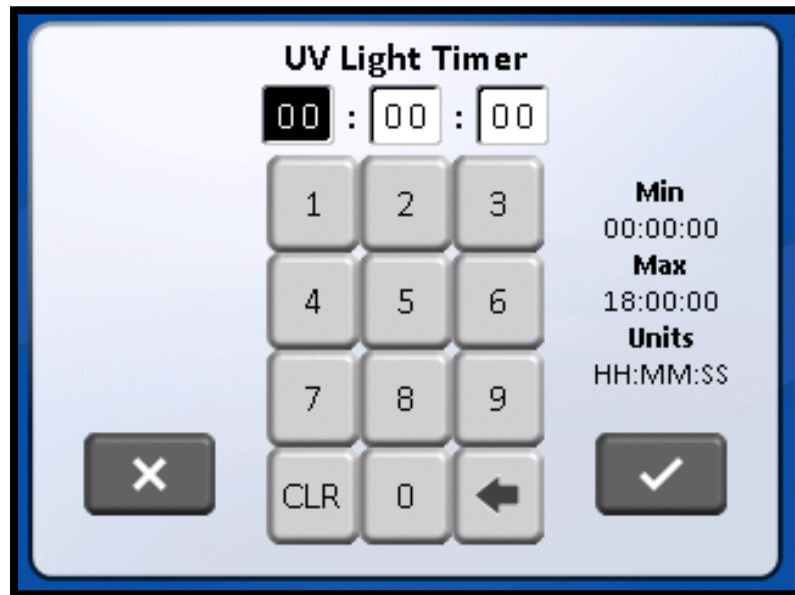 UV Light Timer
00 : 00 : 00
1 2 3
4 5 6
7 8 9
CLR 0
Min
00:00:00
Max
18:00:00
Units
HH:MM:SS